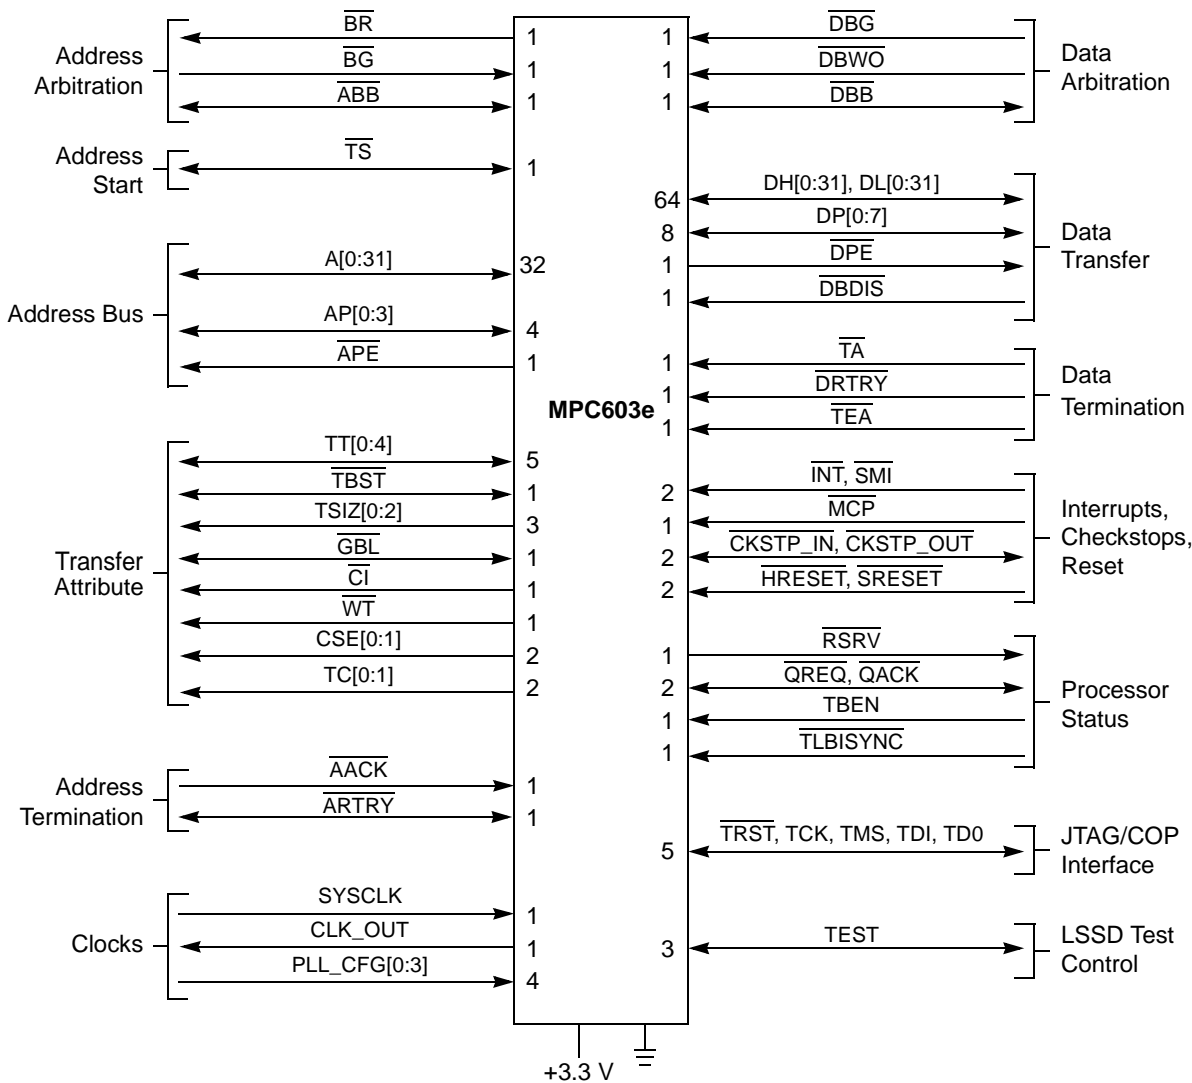 Address
Arbitration
BR
1
BG
1
ABB
1
Address
Start
TS
1
Address Bus
A[0:31]
32
AP[0:3]
4
APE
1
Transfer
Attribute
TT[0:4]
5
TBST
1
TSIZ[0:2]
3
GBL
1
CI
1
WT
1
CSE[0:1]
2
TC[0:1]
2
Address
Termination
AACK
1
ARTRY
1
Clocks
SYSCLK
1
CLK_OUT
1
PLL_CFG[0:3]
4
MPC603e
+3.3 V
1
DBG
1
DBWO
1
DBB
Data
Arbitration
64
DH[0:31], DL[0:31]
8
DP[0:7]
1
DPE
1
DBDIS
Data
Transfer
1
TA
1
DRTRY
1
TEA
Data
Termination
2
INT, SMI
1
MCP
2
CKSTP_IN, CKSTP_OUT
2
HRESET, SRESET
Interrupts,
Checkstops,
Reset
1
RSRV
2
QREQ, QACK
1
TBEN
1
TLBISYNC
Processor
Status
5
TRST, TCK, TMS, TDI, TD0
JTAG/COP
Interface
3
TEST
LSSD Test
Control